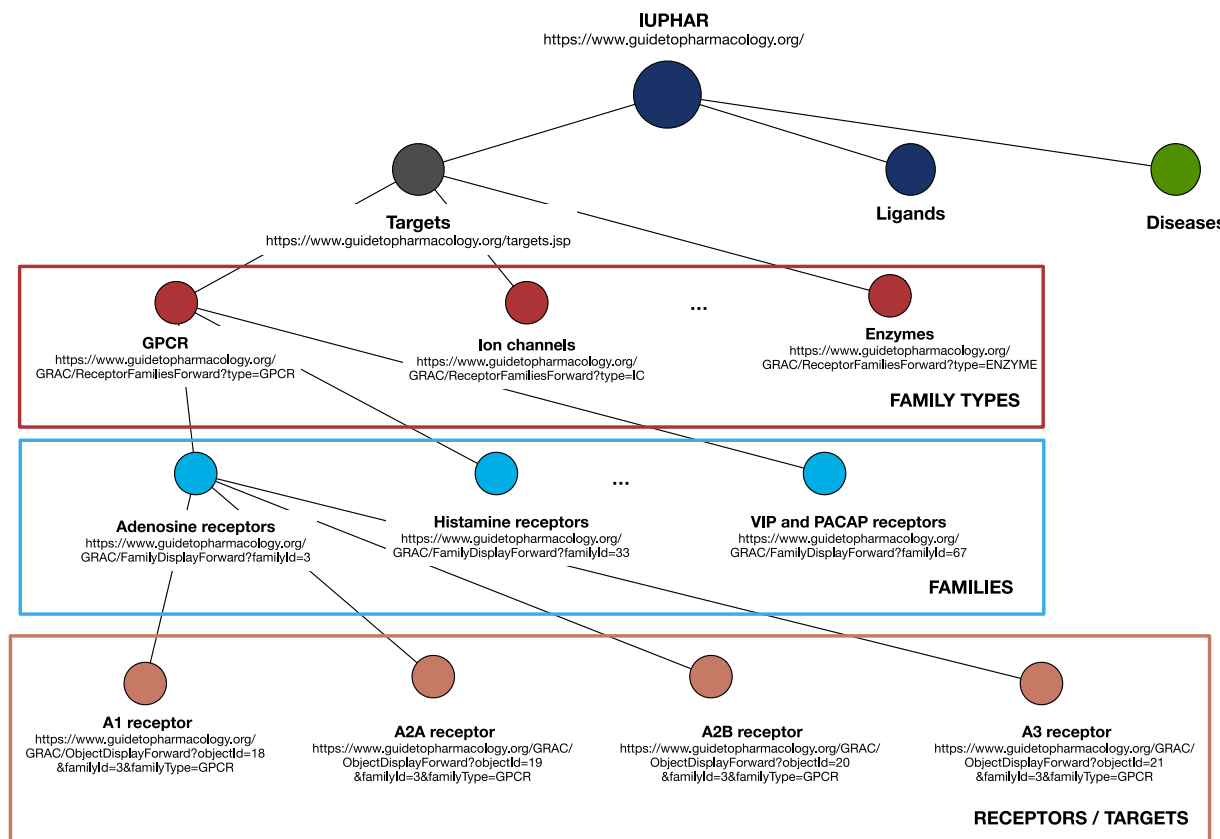 IUPHAR
https://www.guidetopharmacology.org/
Targets
https://www.guidetopharmacology.org/targets.jsp
Ligands
Diseases
GPCR
https://www.guidetopharmacology.org/
GRAC/ReceptorFamiliesForward?type=GPCR
Ion channels
https://www.guidetopharmacology.org/
GRAC/ReceptorFamiliesForward?type=IC
...
Enzymes
https://www.guidetopharmacology.org/
GRAC/ReceptorFamiliesForward?type=ENZYME
FAMILY TYPES
Adenosine receptors
https://www.guidetopharmacology.org/
GRAC/FamilyDisplayForward?familyId=3
...
Histamine receptors
https://www.guidetopharmacology.org/
GRAC/FamilyDisplayForward?familyId=33
VIP and PACAP receptors
https://www.guidetopharmacology.org/
GRAC/FamilyDisplayForward?familyId=67
FAMILIES
A1 receptor
https://www.guidetopharmacology.org/
GRAC/ObjectDisplayForward?objectId=18
&familyId=3&familyType=GPCR
A2A receptor
https://www.guidetopharmacology.org/GRAC/
ObjectDisplayForward?objectId=19
&familyId=3&familyType=GPCR
A2B receptor
https://www.guidetopharmacology.org/GRAC/
ObjectDisplayForward?objectId=20
&familyId=3&familyType=GPCR
A3 receptor
https://www.guidetopharmacology.org/GRAC/
ObjectDisplayForward?objectId=21
&familyId=3&familyType=GPCR
RECEPTORS / TARGETS